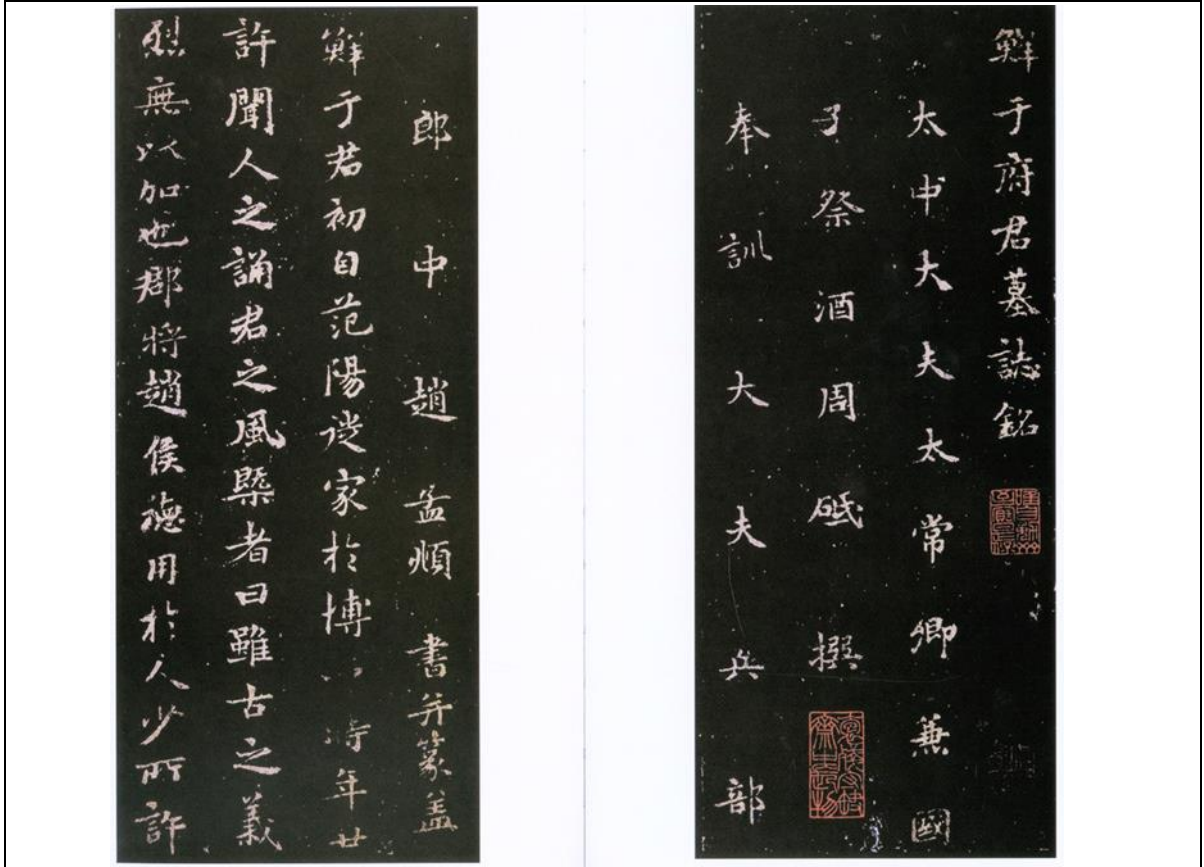 鮮于府君墓誌銘
太中大夫太常卿兼國
子祭酒周砥撰
奉訓大夫兵部
郎中趙孟頫書并篆盖
鮮于君初自范陽徙家於博時年廿
許聞人之誦君之風槩者曰雖古之義
烈無以加也郡將趙侯德用於人少所許